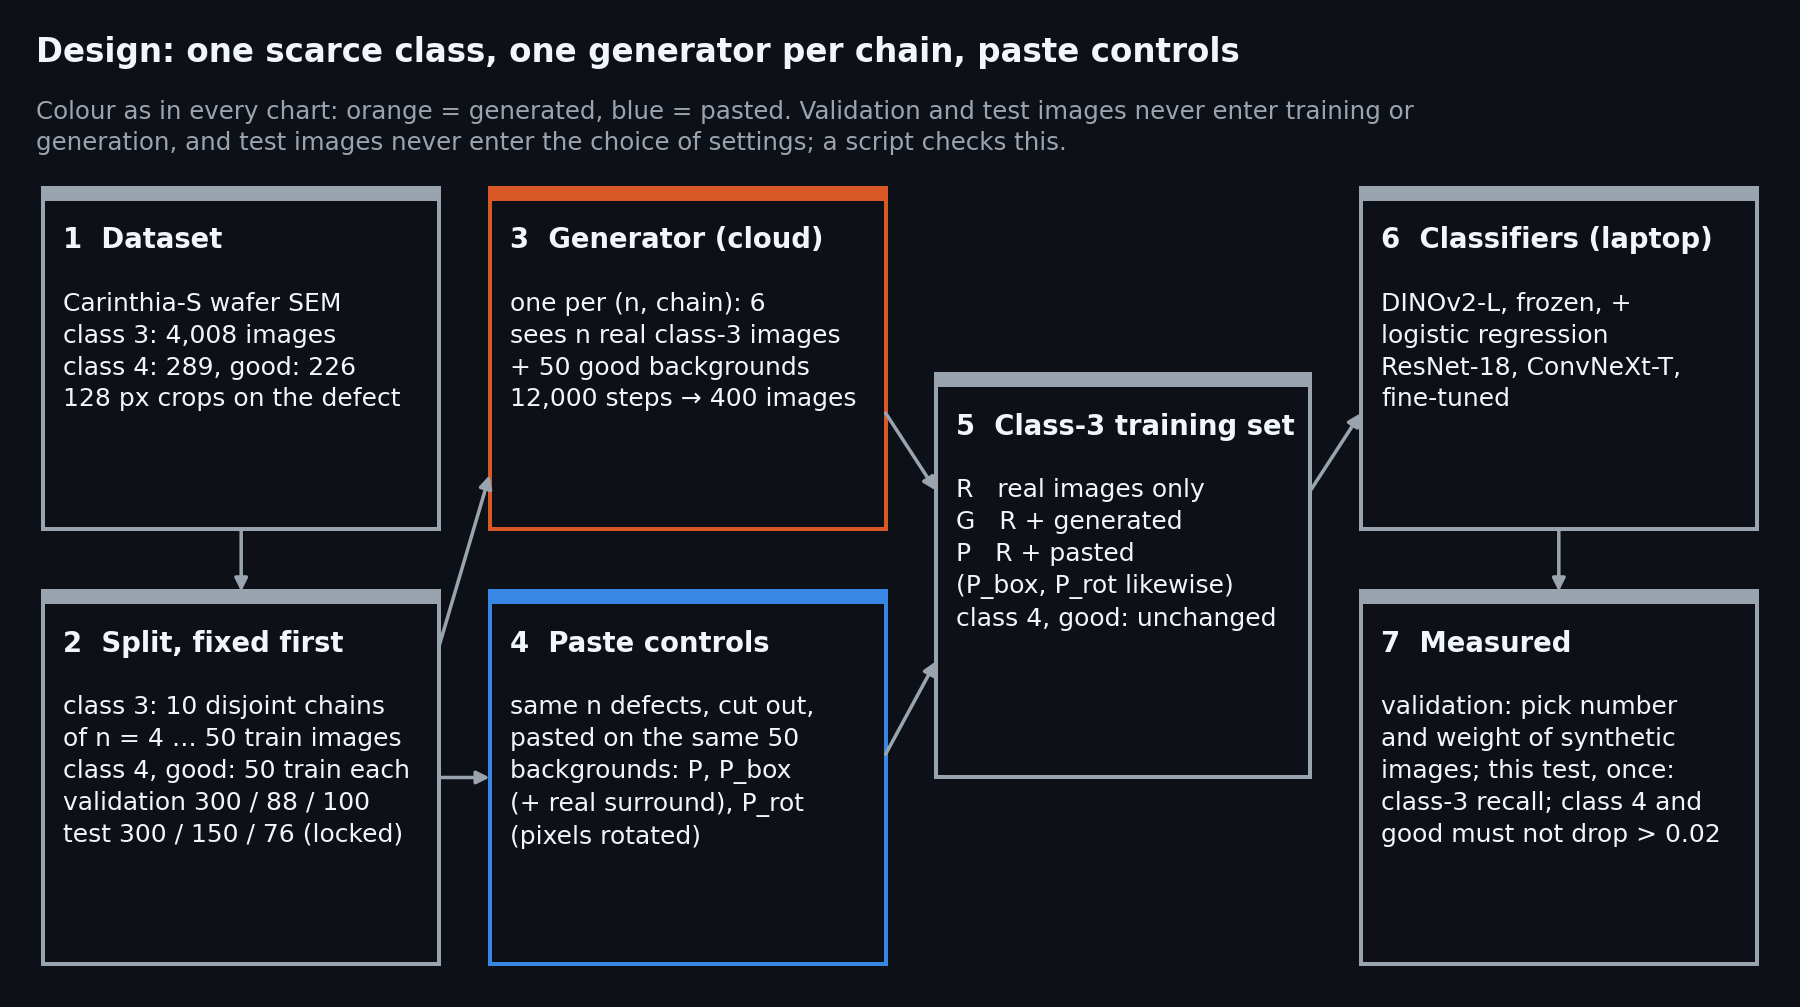 Design: one scarce class, one generator per chain, paste controls
Colour as in every chart: orange = generated, blue = pasted. Validation and test images never enter training or
generation, and test images never enter the choice of settings; a script checks this.
1 Dataset
Carinthia-S wafer SEM
class 3: 4,008 images
class 4: 289, good: 226
128 px crops on the defect
2 Split, fixed first
class 3: 10 disjoint chains
of n = 4 … 50 train images
class 4, good: 50 train each
validation 300 / 88 / 100
test 300 / 150 / 76 (locked)
3 Generator (cloud)
one per (n, chain): 6
sees n real class-3 images
+ 50 good backgrounds
12,000 steps → 400 images
4 Paste controls
same n defects, cut out,
pasted on the same 50
backgrounds: P, P_box
(+ real surround), P_rot
(pixels rotated)
5 Class-3 training set
R real images only
G R + generated
P R + pasted
(P_box, P_rot likewise)
class 4, good: unchanged
6 Classifiers (laptop)
DINOv2-L, frozen, +
logistic regression
ResNet-18, ConvNeXt-T,
fine-tuned
7 Measured
validation: pick number
and weight of synthetic
images; this test, once:
class-3 recall; class 4 and
good must not drop > 0.02